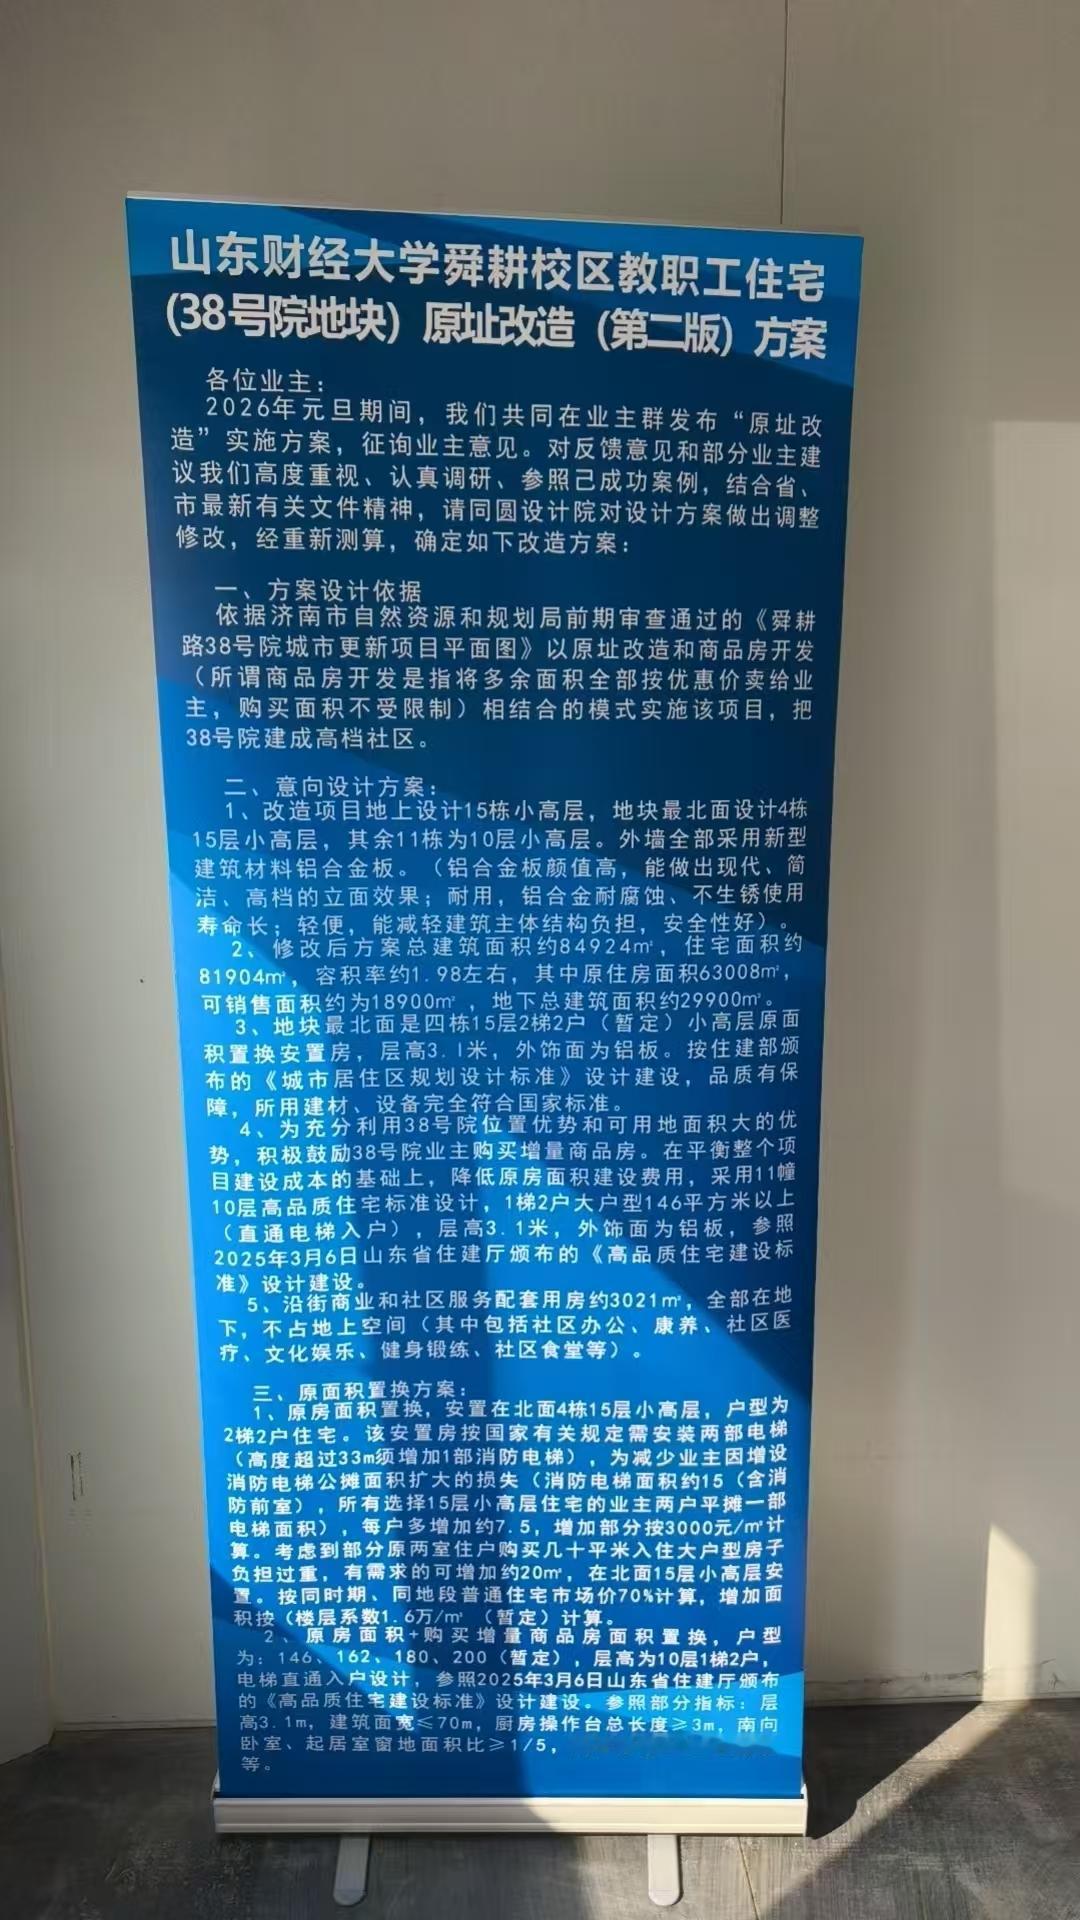 山东财经大学舜耕校区教职工住宅
(38号院地块）原址改造（第二版）方案
各位业主：
2026年元旦期间，我们共同在业主群发布“原址改
造”实施方案，征询业主意见。对反馈意见和部分业主建
议我们高度重视、认真调研、参照己成功案例，结合省、
市最新有关文件精神，请同圆设计院对设计方案做出调整
修改，经重新测算，确定如下改造方案：
一、方案设计依据
依据济南市自然资源和规划局前期审查通过的《舜耕
路38号院城市更新项目平面图》以原址改造和商品房开发
（所谓商品房开发是指将多余面积全部按优惠价卖给业
主，购买面积不受限制）相结合的模式实施该项目，把
38号院建成高档社区。
二、意向设计方案：
1、改造项目地上设计15栋小高层，地块最北面设计4栋
15层小高层，其余11栋为10层小高层。外墙全部采用新型
建筑材料铝合金板。（铝合金板颜值高，能做出现代、简
洁、高档的立面效果；耐用，铝合金耐腐蚀、不生锈使用
寿命长；轻便，能减轻建筑主体结构负担，安全性好）。
2、修改后方案总建筑面积约84924㎡，住宅面积约
81904㎡，容积率约1.98左右，其中原住房面积63008㎡，
可销售面积约为18900㎡，地下总建筑面积约29900㎡。
3、地块最北面是四栋15层2梯2户（暂定）小高层原面
积置换安置房，层高3.1米，外饰面为铝板。按住建部颁
布的《城市居住区规划设计标准》设计建设，品质有保
障，所用建材、设备完全符合国家标准。
4、为充分利用38号院位置优势和可用地面积大的优
势，积极鼓励38号院业主购买增量商品房。在平衡整个项
目建设成本的基础上，降低原房面积建设费用，采用11幢
10层高品质住宅标准设计，1梯2户大户型146平方米以上
（直通电梯入户），层高3.1米，外饰面为铝板，参照
2025年3月6日山东省住建厅颁布的《高品质住宅建设标
准》设计建设。
5、沿街商业和社区服务配套用房约3021㎡，全部在地
下，不占地上空间（其中包括社区办公、康养、社区医
疗、文化娱乐、健身锻炼、社区食堂等）。
三、原面积置换方案：
1、原房面积置换，安置在北面4栋15层小高层，户型为
2梯2户住宅。该安置房按国家有关规定需安装两部电梯
（高度超过33m须增加1部消防电梯），为减少业主因增设
消防电梯公摊面积扩大的损失（消防电梯面积约15（含消
防前室），所有选择15层小高层住宅的业主两户平摊一部
电梯面积），每户多增加约7.5，增加部分按3000元/㎡计
算。考虑到部分原两室住户购买几十平米入住大户型房子
负担过重，有需求的可增加约20㎡，在北面15层小高层安
置。按同时期、同地段普通住宅市场价70%计算，增加面
积按（楼层系数1.6万/㎡（暂定）计算。
2、原房面积+购买增量商品房面积置换，户型
为：146、162、180、200（暂定），层高为10层1梯2户，
电梯直通入户设计，参照2025年3月6日山东省住建厅颁布
的《高品质住宅建设标准》设计建设。参照部分指标：层
高3.1m，建筑面宽≤70m，厨房操作台总长度≥3m，南向
卧室、起居室窗地面积比≥1/5，
等。